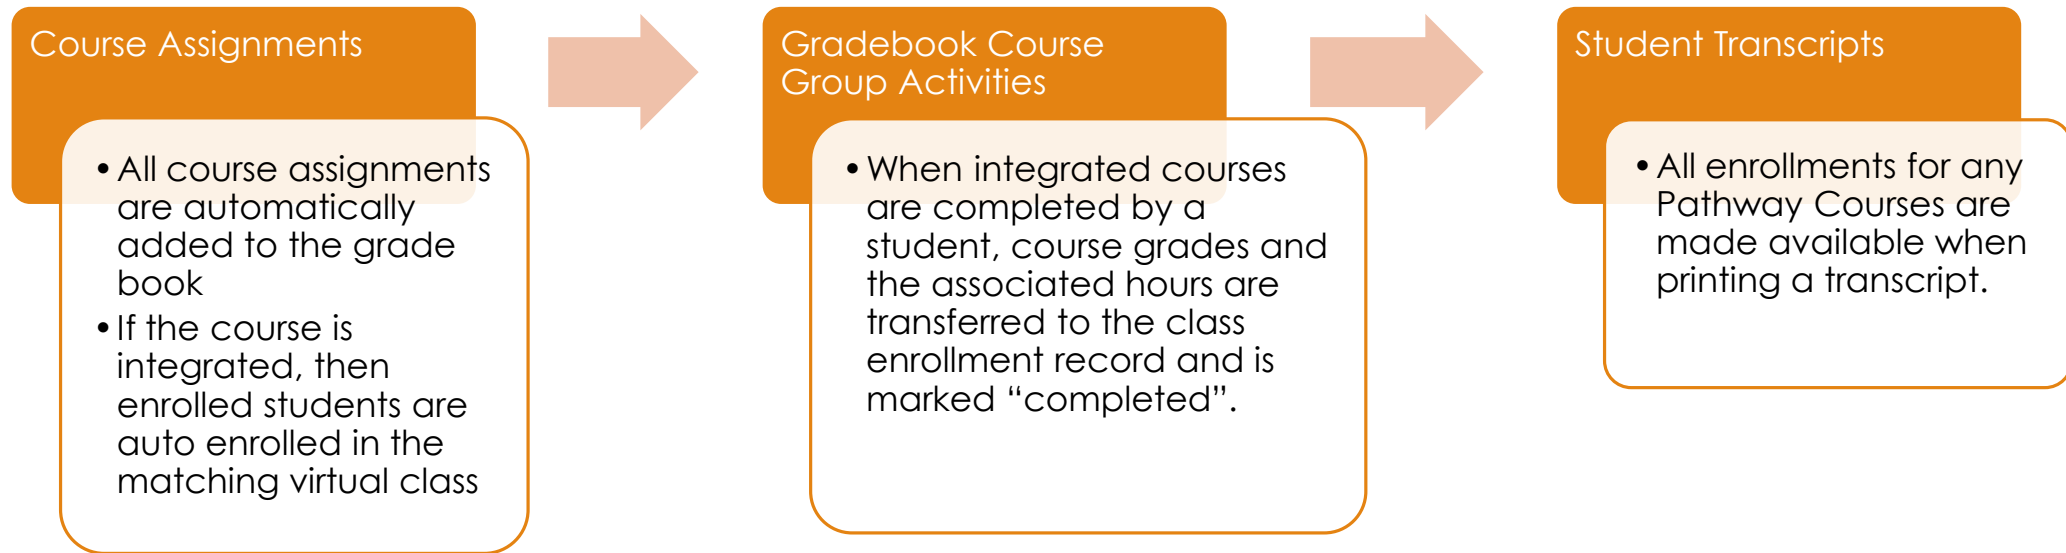 Course Assignments
• All course assignments
are automatically
added to the grade
book
• If the course is
integrated, then
enrolled students are
auto enrolled in the
matching virtual class
Gradebook Course
Group Activities
• When integrated courses
are completed by a
student, course grades and
the associated hours are
transferred to the class
enrollment record and is
marked “completed”.
Student Transcripts
• All enrollments for any
Pathway Courses are
made available when
printing a transcript.